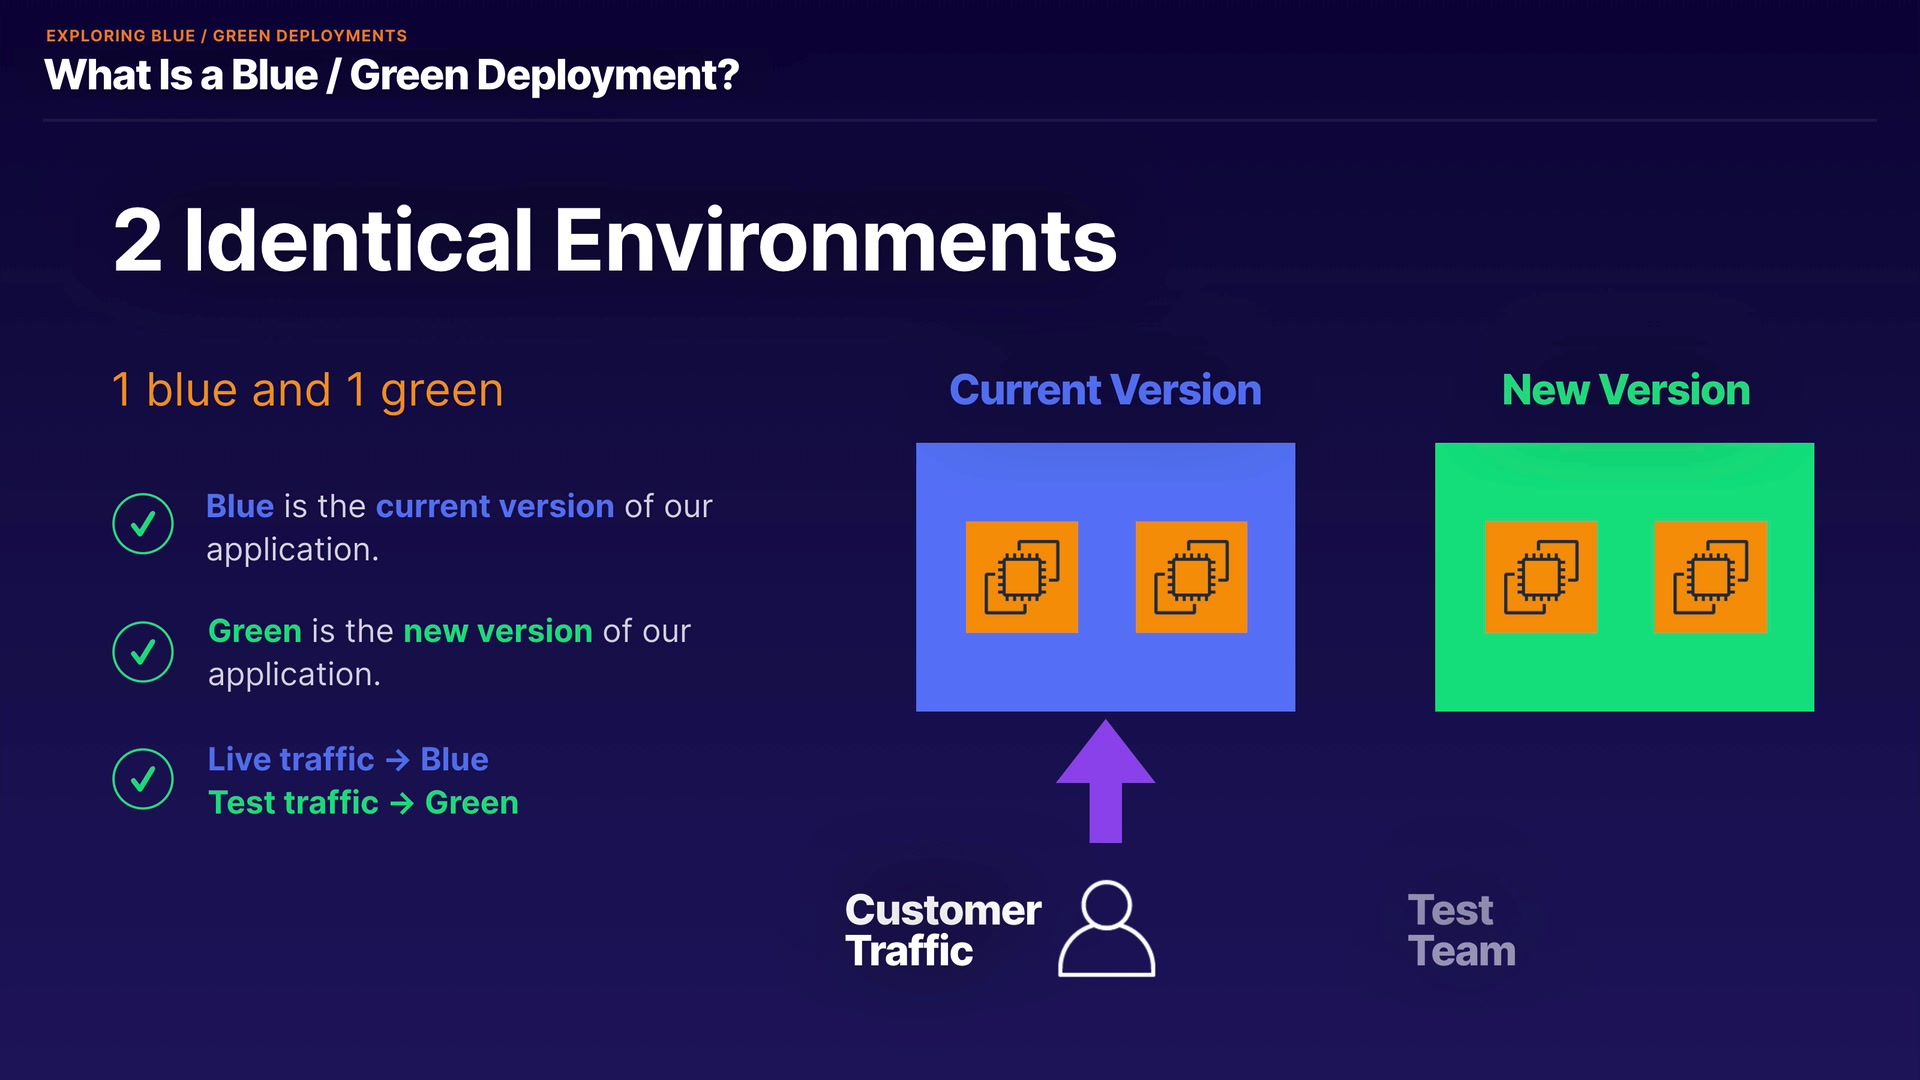 EXPLORING BLUE / GREEN DEPLOYMENTS
What Is a Blue / Green Deployment?
2 Identical Environments
1 blue and 1 green
Blue is the current version of our
application.
Green is the new version of our
application.
Live traffic → Blue
Test traffic → Green
Current Version
New Version
Customer
Traffic
Test
Team